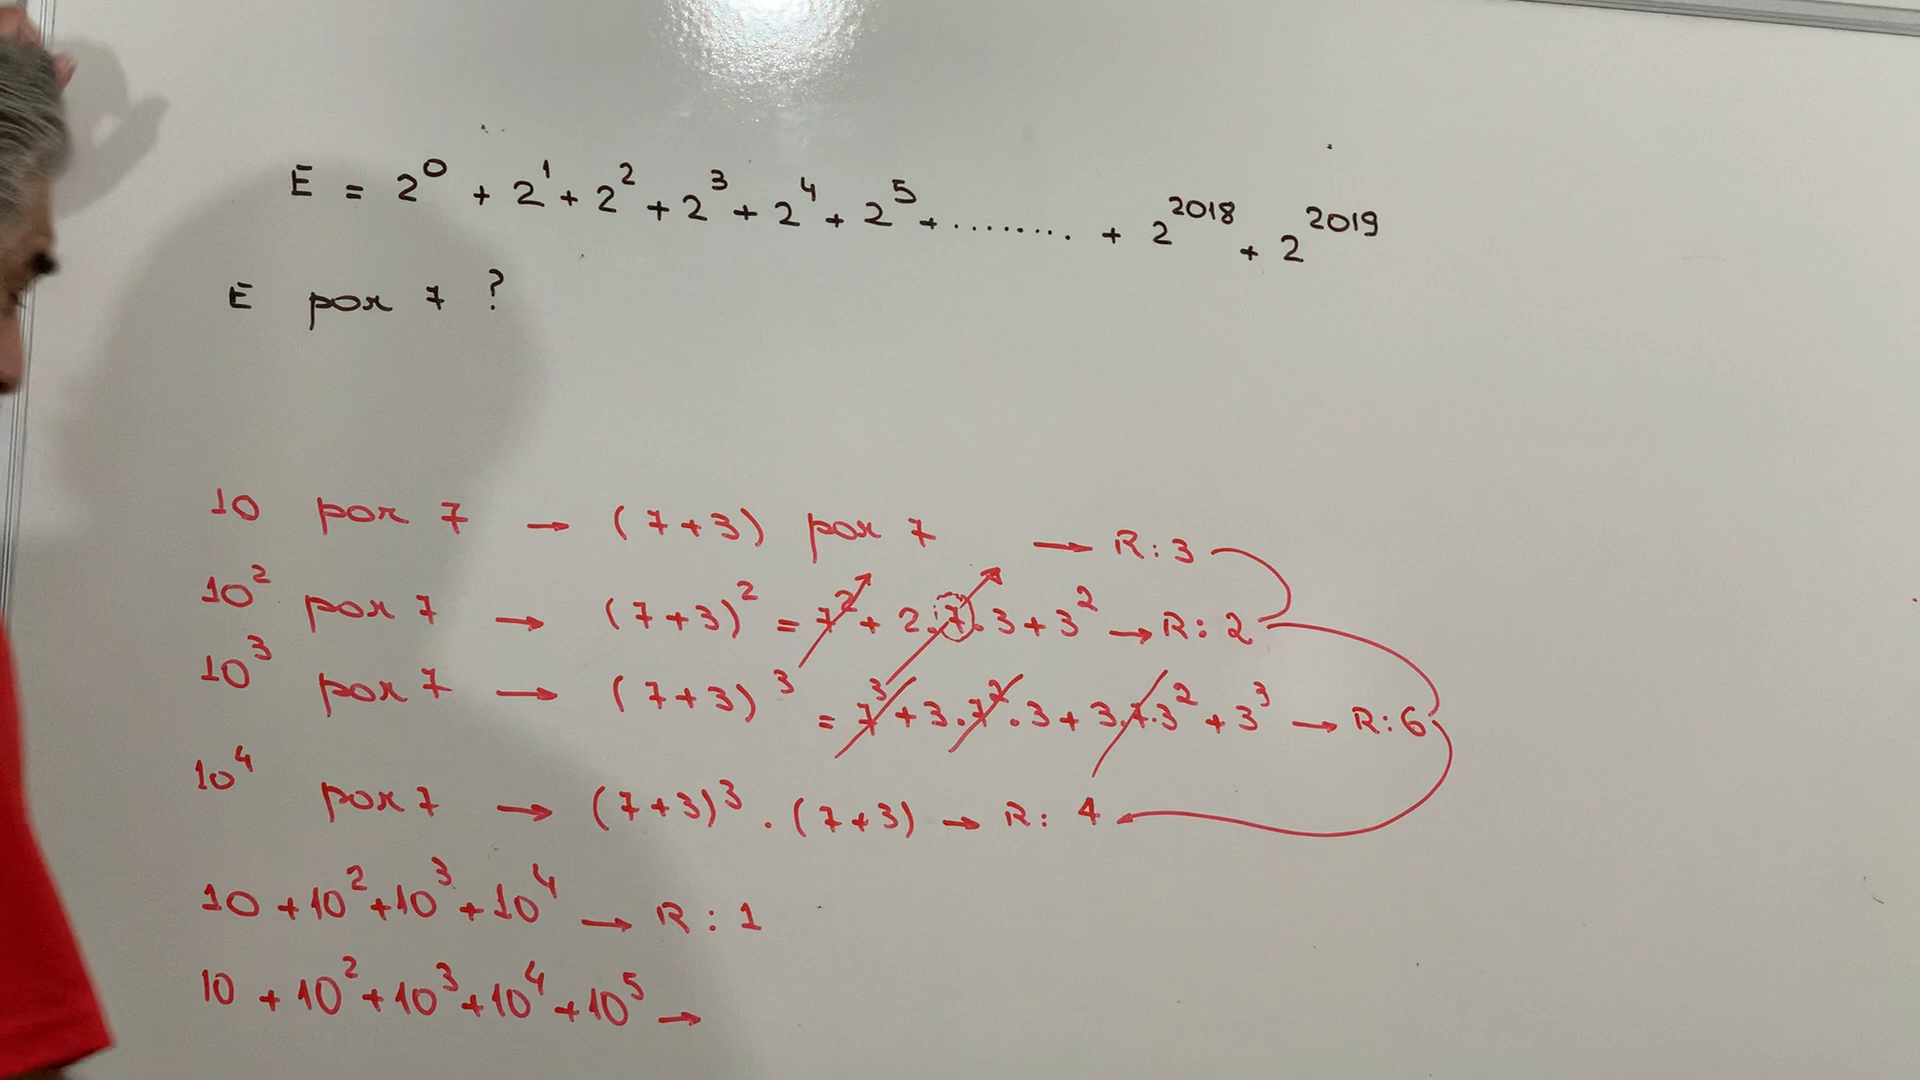 E = 2⁰ + 2¹ + 2² + 2³ + 2⁴ + 2⁵ + ........ + 2²⁰¹⁸ + 2²⁰¹⁹
E por 7 ?
10 por 7 → (7+3) por 7 → R: 3
10² por 7 → (7+3)² = 7² + 2.7.3 + 3² → R: 2
10³ por 7 → (7+3)³ = 7³ + 3.7².3 + 3.7.3² + 3³ → R: 6
10⁴ por 7 → (7+3)³ . (7+3) → R: 4
10 + 10² + 10³ + 10⁴ → R: 1
10 + 10² + 10³ + 10⁴ + 10⁵ →